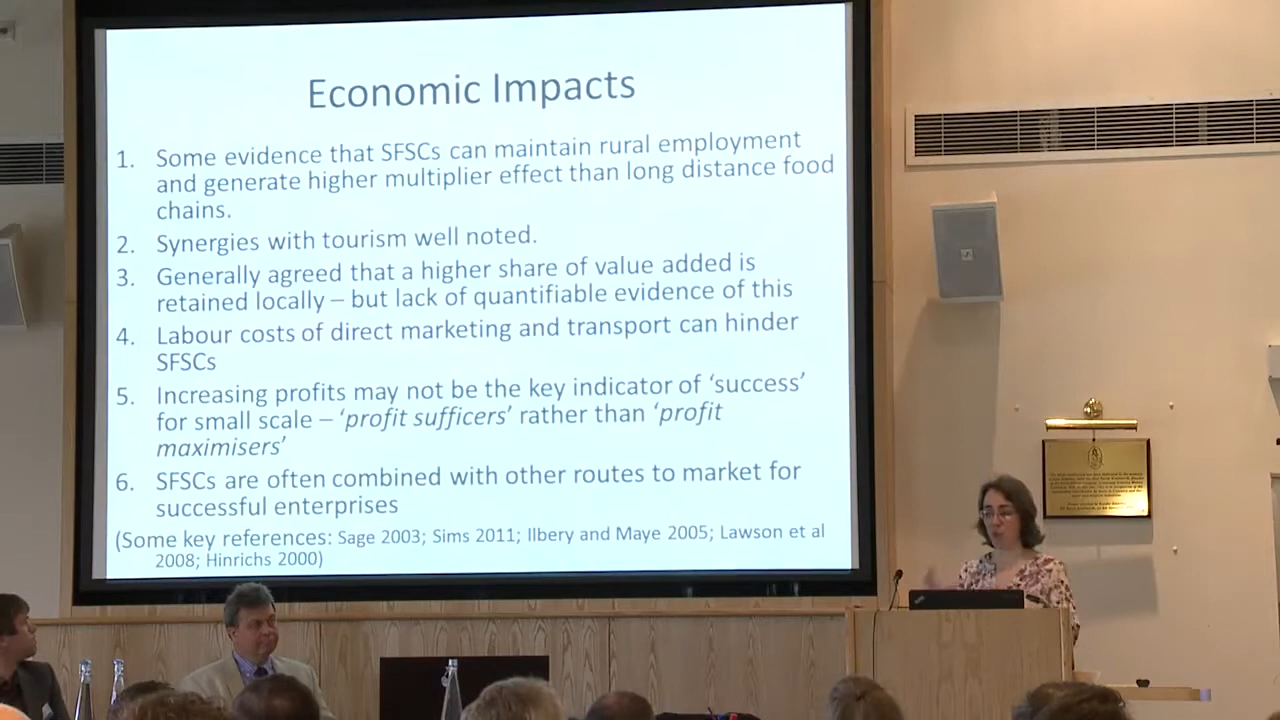 Economic Impacts
1. Some evidence that SFSCs can maintain rural employment
and generate higher multiplier effect than long distance food
chains.
2. Synergies with tourism well noted.
3. Generally agreed that a higher share of value added is
retained locally – but lack of quantifiable evidence of this
4. Labour costs of direct marketing and transport can hinder
SFSCs
5. Increasing profits may not be the key indicator of ‘success’
for small scale – ‘profit sufficers’ rather than ‘profit
maximisers’
6. SFSCs are often combined with other routes to market for
successful enterprises
(Some key references: Sage 2003; Sims 2011; Ilbery and Maye 2005; Lawson et al
2008; Hinrichs 2000)